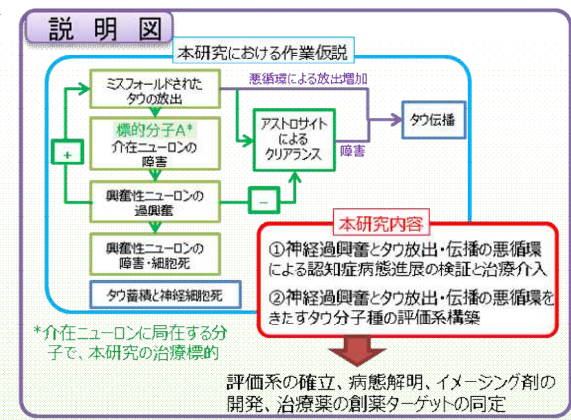 説明図
本研究における作業仮説
ミスフォールドされた
タウの放出
悪循環による放出増加
標的分子A*
介在ニューロンの
障害
アストロサイト
による
クリアランス
障害
タウ伝播
+
興奮性ニューロンの
過興奮
−
興奮性ニューロンの
障害・細胞死
タウ蓄積と神経細胞死
本研究内容
①神経過興奮とタウ放出・伝播の悪循環
による認知症病態進展の検証と治療介入
②神経過興奮とタウ放出・伝播の悪循環を
きたすタウ分子種の評価系構築
*介在ニューロンに局在する分
子で、本研究の治療標的
評価系の確立、病態解明、イメージング剤の
開発、治療薬の創薬ターゲットの同定